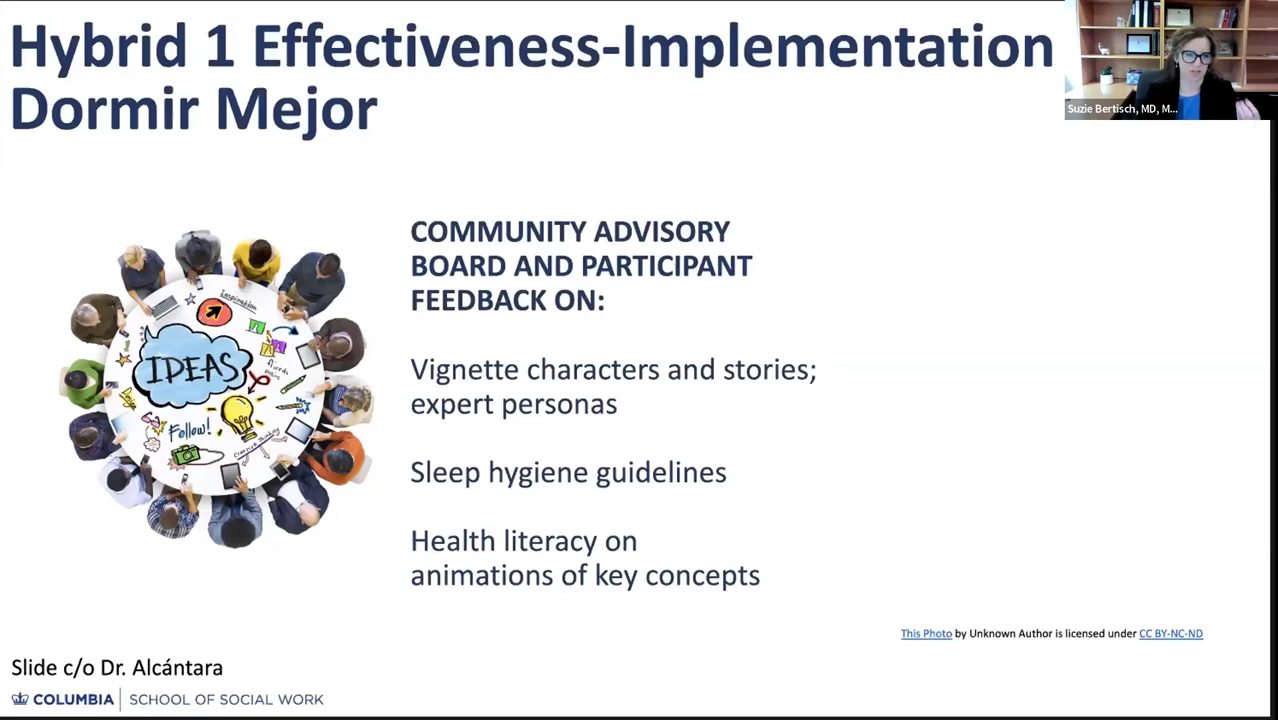 Hybrid 1 Effectiveness-Implementation
Dormir Mejor
Suzie Bertisch, MD, M...
COMMUNITY ADVISORY
BOARD AND PARTICIPANT
FEEDBACK ON:
Vignette characters and stories;
expert personas
Sleep hygiene guidelines
Health literacy on
animations of key concepts
Inspiration
IDEAS
Design
Follow!
This Photo by Unknown Author is licensed under CC BY-NC-ND
Slide c/o Dr. Alcántara
COLUMBIA | SCHOOL OF SOCIAL WORK